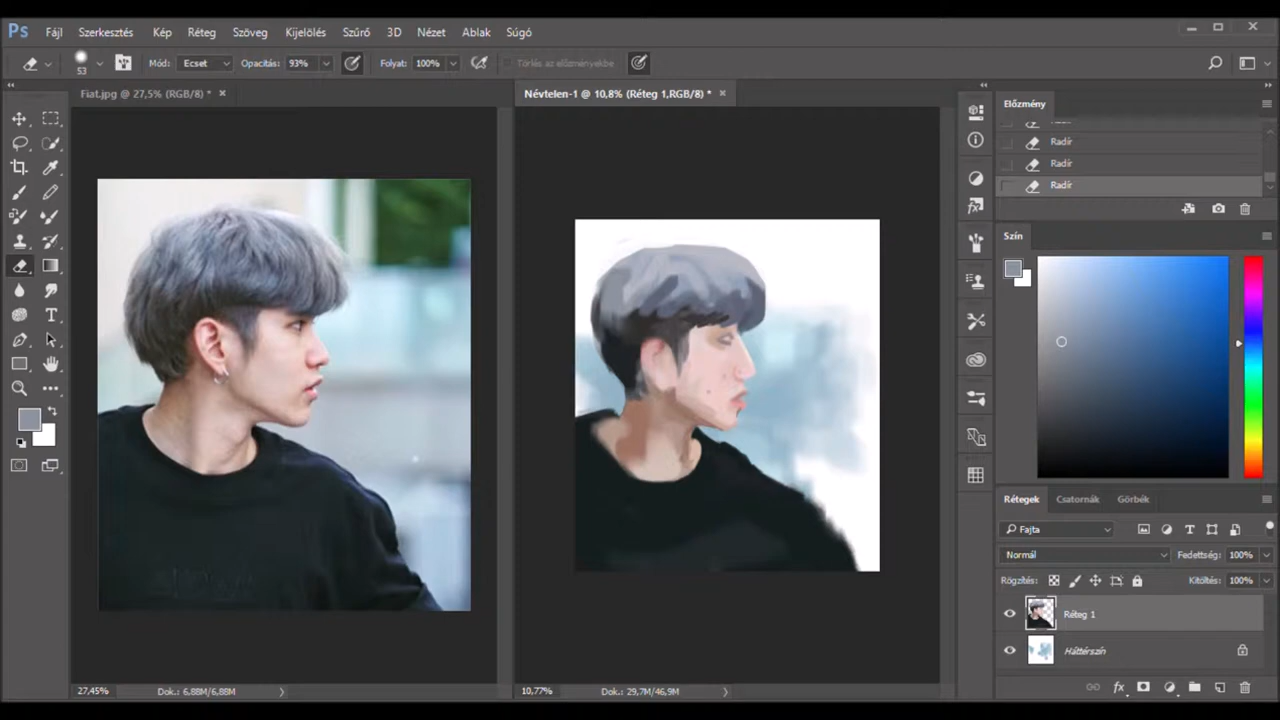 Ps Fájl Szerkesztés Kép Réteg Szöveg Kijelölés Szűrő 3D Nézet Ablak Súgó
53 Mód: Ecset Opacitás: 93% Folyat: 100% Törlés az előzményekbe
Fiat.jpg @ 27,5% (RGB/8) * × Névtelen-1 @ 10,8% (Réteg 1,RGB/8) * ×
Előzmény
Radír
Radír
Radír
Szín
Rétegek Csatornák Görbék
Fajta
Normál Fedettség: 100%
Rögzítés: Kitöltés: 100%
Réteg 1
Háttérszín
27,45% Dok.: 6,88M/6,88M 10,77% Dok.: 29,7M/46,9M